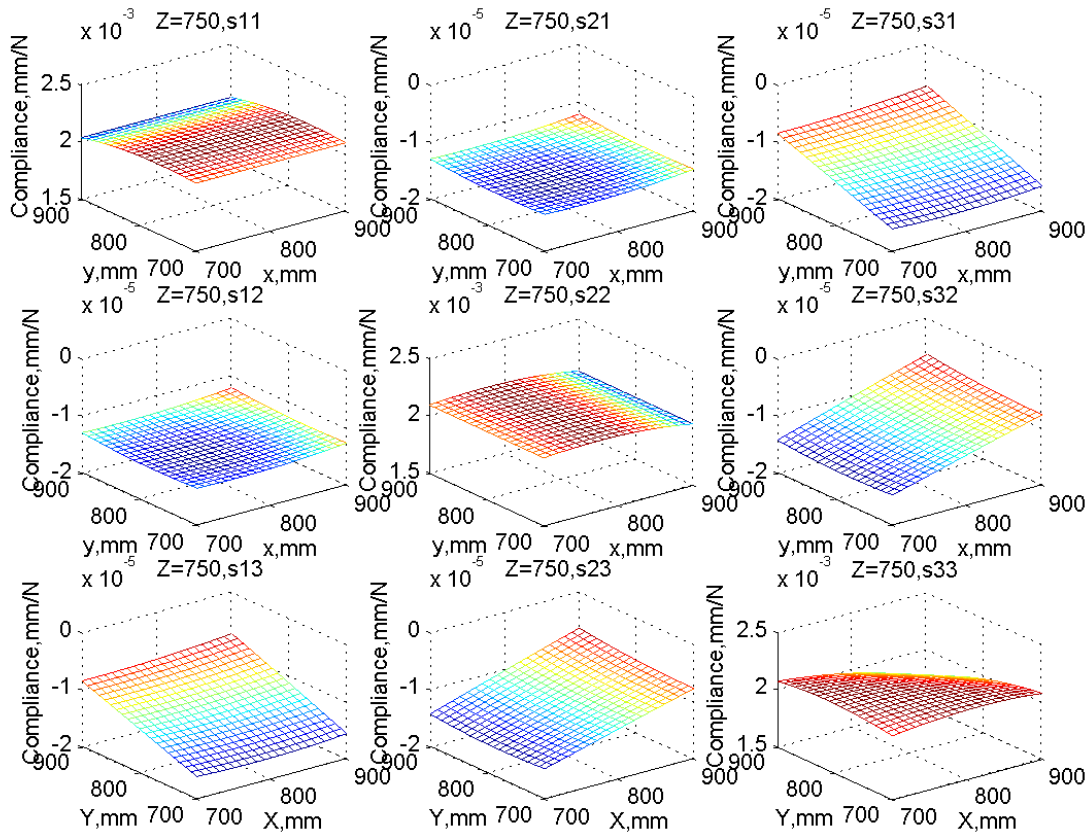 x 10-3 Z=750,s11
Compliance,mm/N
2.5
2
1.5
900
800
700
y,mm
700
800
900
x,mm
x 10-5 Z=750,s21
Compliance,mm/N
0
-1
-2
900
800
700
y,mm
700
800
900
x,mm
x 10-5 Z=750,s31
Compliance,mm/N
0
-1
-2
900
800
700
y,mm
700
800
900
x,mm
x 10-5 Z=750,s12
Compliance,mm/N
0
-1
-2
900
800
700
y,mm
700
800
900
x,mm
x 10-3 Z=750,s22
Compliance,mm/N
2.5
2
1.5
900
800
700
y,mm
700
800
900
x,mm
x 10-5 Z=750,s32
Compliance,mm/N
0
-1
-2
900
800
700
y,mm
700
800
900
x,mm
x 10-5 Z=750,s13
Compliance,mm/N
0
-1
-2
900
800
700
Y,mm
700
800
900
X,mm
x 10-5 Z=750,s23
Compliance,mm/N
0
-1
-2
900
800
700
Y,mm
700
800
900
X,mm
x 10-3 Z=750,s33
Compliance,mm/N
2.5
2
1.5
900
800
700
Y,mm
700
800
900
X,mm